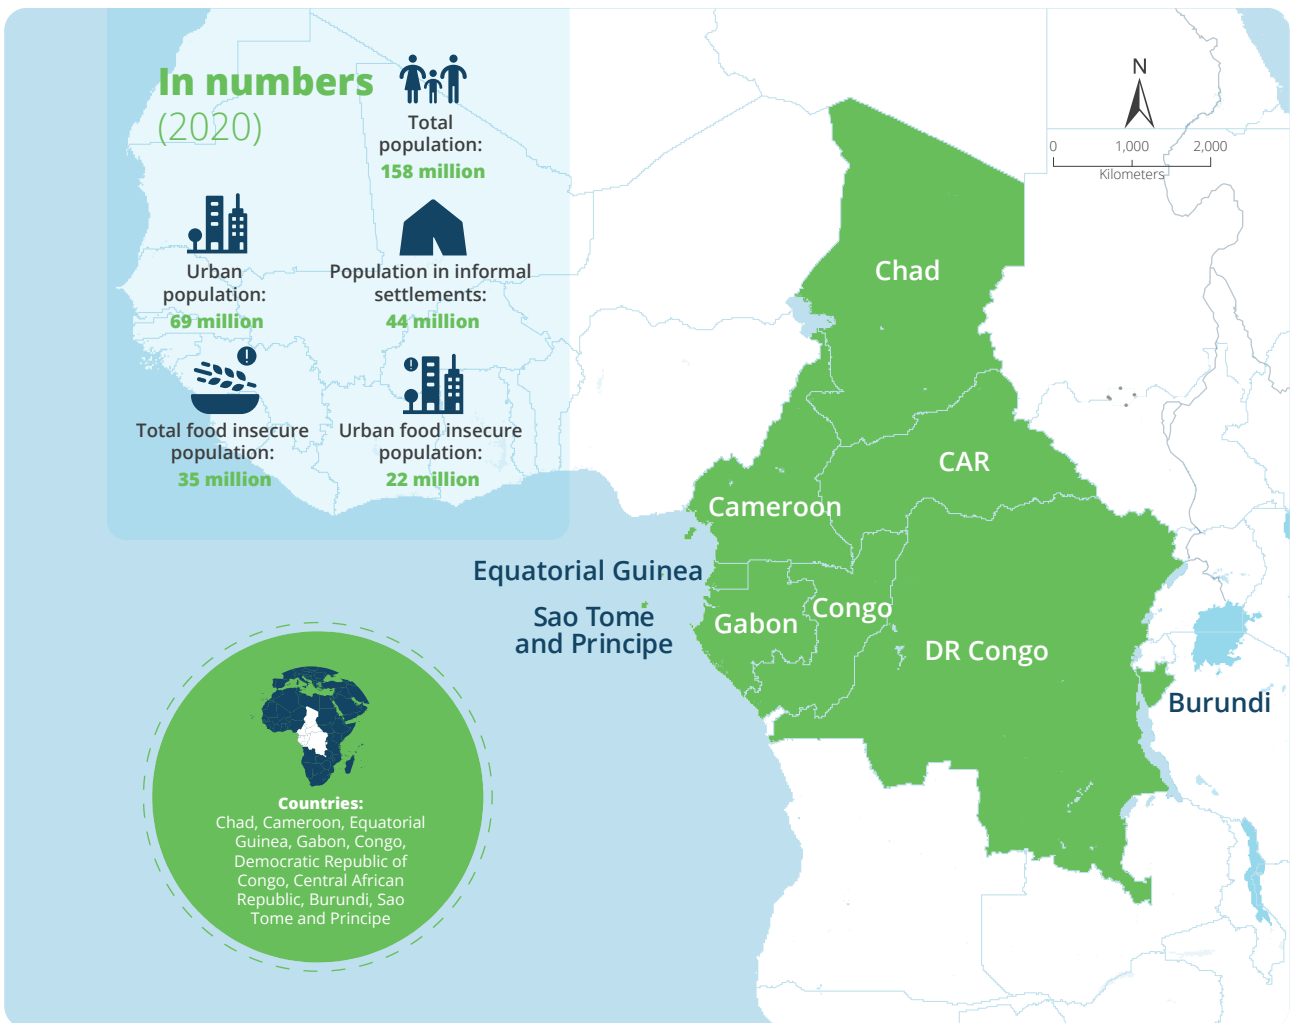 In numbers
(2020)
Total
population:
158 million
Urban
population:
69 million
Population in informal
settlements:
44 million
Total food insecure
population:
35 million
Urban food insecure
population:
22 million
N
0 1,000 2,000
Kilometers
Chad
CAR
Cameroon
Equatorial Guinea
Sao Tome
and Principe
Gabon
Congo
DR Congo
Burundi
Countries:
Chad, Cameroon, Equatorial
Guinea, Gabon, Congo,
Democratic Republic of
Congo, Central African
Republic, Burundi, Sao
Tome and Principe